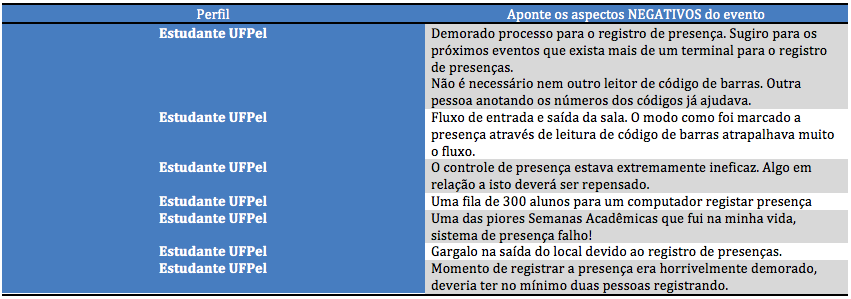 Perfil Aponte os aspectos NEGATIVOS do evento
Estudante UFPel Demorado processo para o registro de presença. Sugiro para os
próximos eventos que exista mais de um terminal para o registro
de presenças.
Não é necessário nem outro leitor de código de barras. Outra
pessoa anotando os números dos códigos já ajudava.
Estudante UFPel Fluxo de entrada e saída da sala. O modo como foi marcado a
presença através de leitura de código de barras atrapalhava muito
o fluxo.
Estudante UFPel O controle de presença estava extremamente ineficaz. Algo em
relação a isto deverá ser repensado.
Estudante UFPel Uma fila de 300 alunos para um computador registar presença
Estudante UFPel Uma das piores Semanas Acadêmicas que fui na minha vida,
sistema de presença falho!
Estudante UFPel Gargalo na saída do local devido ao registro de presenças.
Estudante UFPel Momento de registrar a presença era horrivelmente demorado,
deveria ter no mínimo duas pessoas registrando.